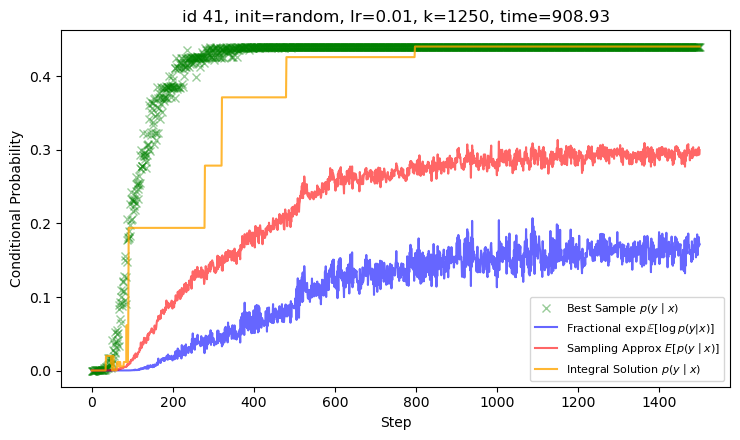 id 41, init=random, lr=0.01, k=1250, time=908.93
Conditional Probability
0.4
0.3
0.2
0.1
0.0
0 200 400 600 800 1000 1200 1400
Step
Best Sample p(y | x)
Fractional exp 𝔼[log p(y|x)]
Sampling Approx E[p(y | x)]
Integral Solution p(y | x)